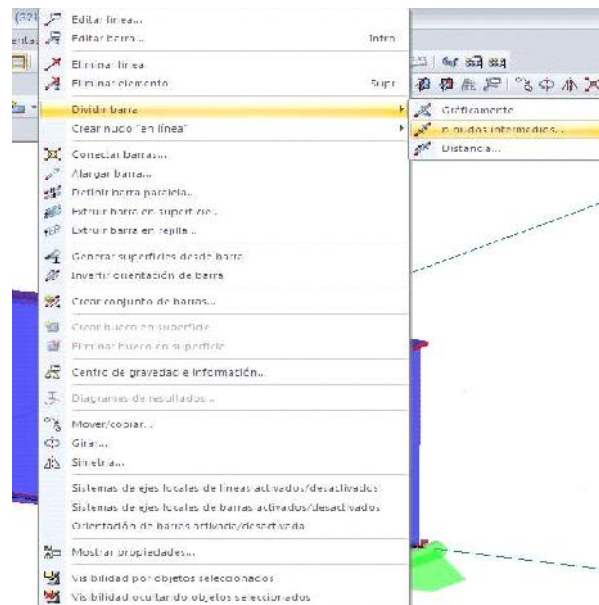 Editar línea...
Editar barra... Intro
Eliminar línea
Eliminar elemento Supr
Dividir barra
Gráficamente
Crear nudo "en línea"
n nudos intermedios...
Distancia...
Conectar barras...
Alargar barra...
Definir barra paralela...
Extruir barra en superficie...
Extruir barra en rejilla...
Generar superficies desde barra
Invertir orientación de barra
Crear conjunto de barras...
Crear hueco en superficie
Eliminar hueco en superficie
Centro de gravedad e información...
Diagramas de resultados...
Mover/copiar...
Girar...
Simetría...
Sistemas de ejes locales de líneas activados/desactivados
Sistemas de ejes locales de barras activados/desactivados
Orientación de barras activada/desactivada
Mostrar propiedades...
Visibilidad por objetos seleccionados
Visibilidad ocultando objetos seleccionados